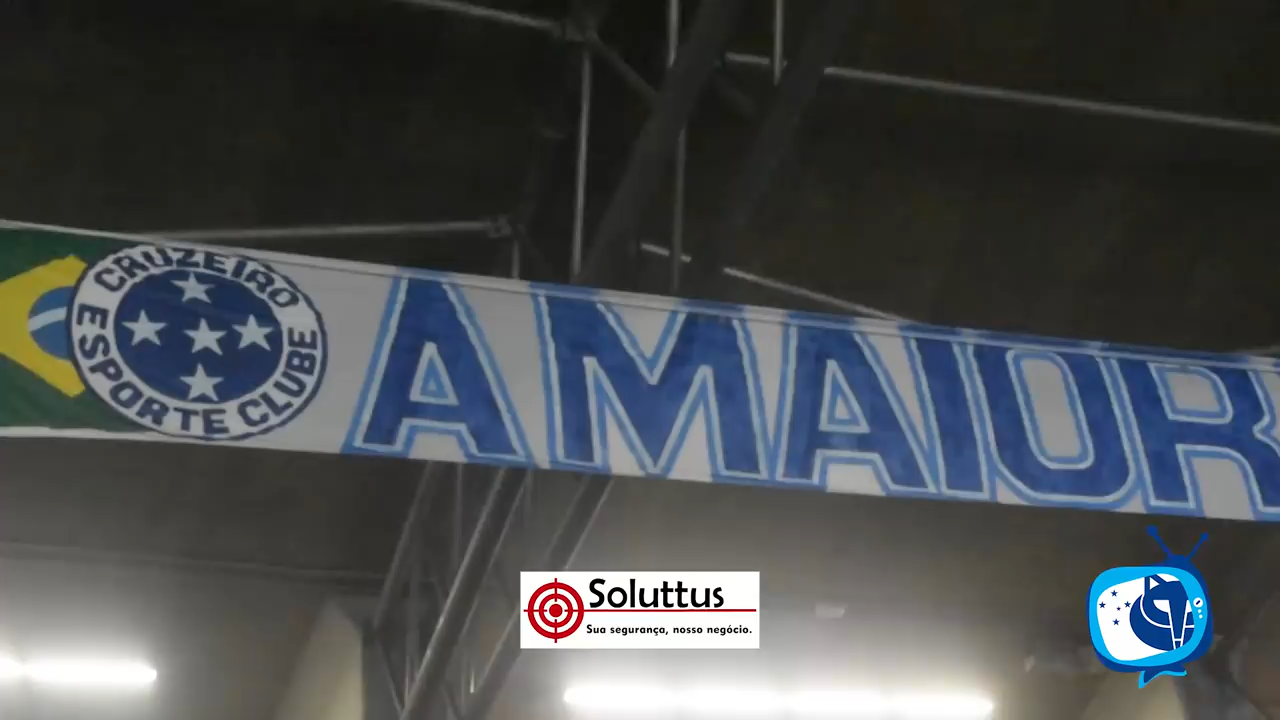 CRUZEIRO
ESPORTE CLUBE
A MAIOR
Soluttus
Sua segurança, nosso negócio.